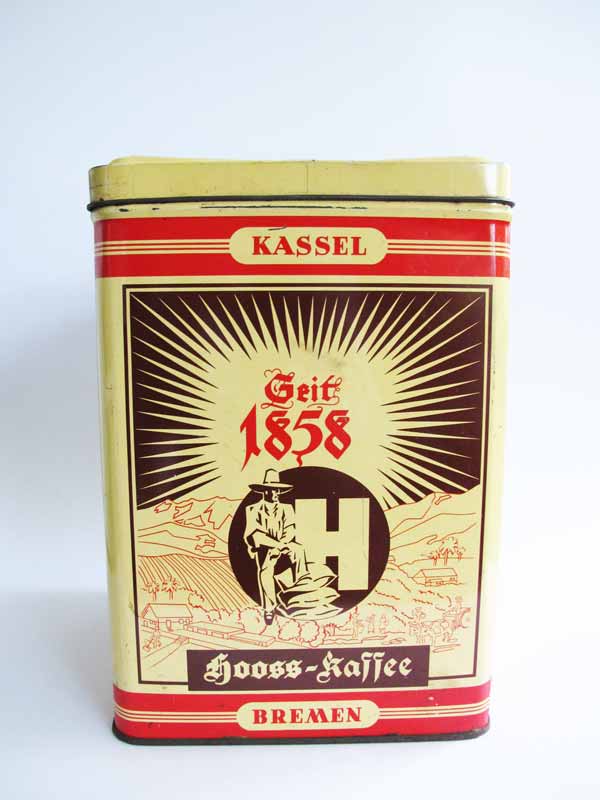 KASSEL
Seit
1858
H
Hooss-Kaffee
BREMEN